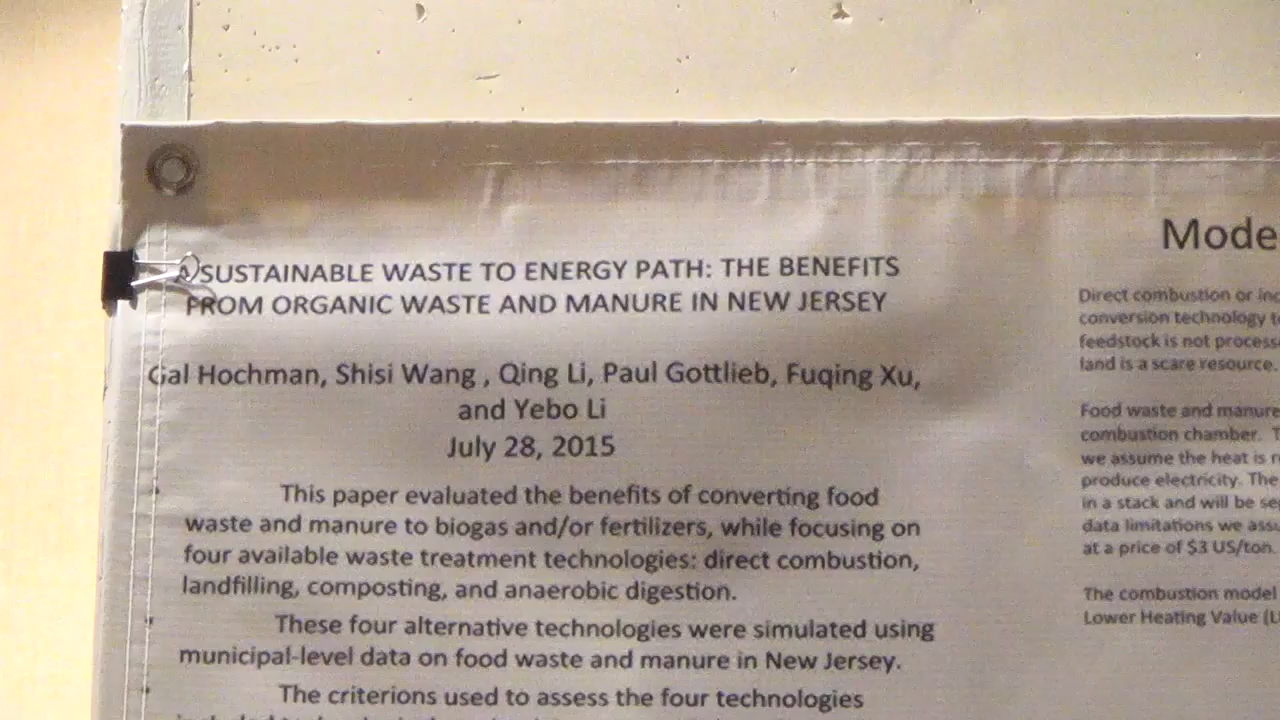 A SUSTAINABLE WASTE TO ENERGY PATH: THE BENEFITS
FROM ORGANIC WASTE AND MANURE IN NEW JERSEY
Gal Hochman, Shisi Wang , Qing Li, Paul Gottlieb, Fuqing Xu,
and Yebo Li
July 28, 2015
This paper evaluated the benefits of converting food
waste and manure to biogas and/or fertilizers, while focusing on
four available waste treatment technologies: direct combustion,
landfilling, composting, and anaerobic digestion.
These four alternative technologies were simulated using
municipal-level data on food waste and manure in New Jersey.
The criterions used to assess the four technologies
Mode
Direct combustion or
conversion technology
feedstock is not
land is a scare resource.
Food waste and manure
combustion chamber.
we assume the heat is
produce electricity. The
in a stack and will be
data limitations we
at a price of $3 US/ton.
The combustion model
Lower Heating Value